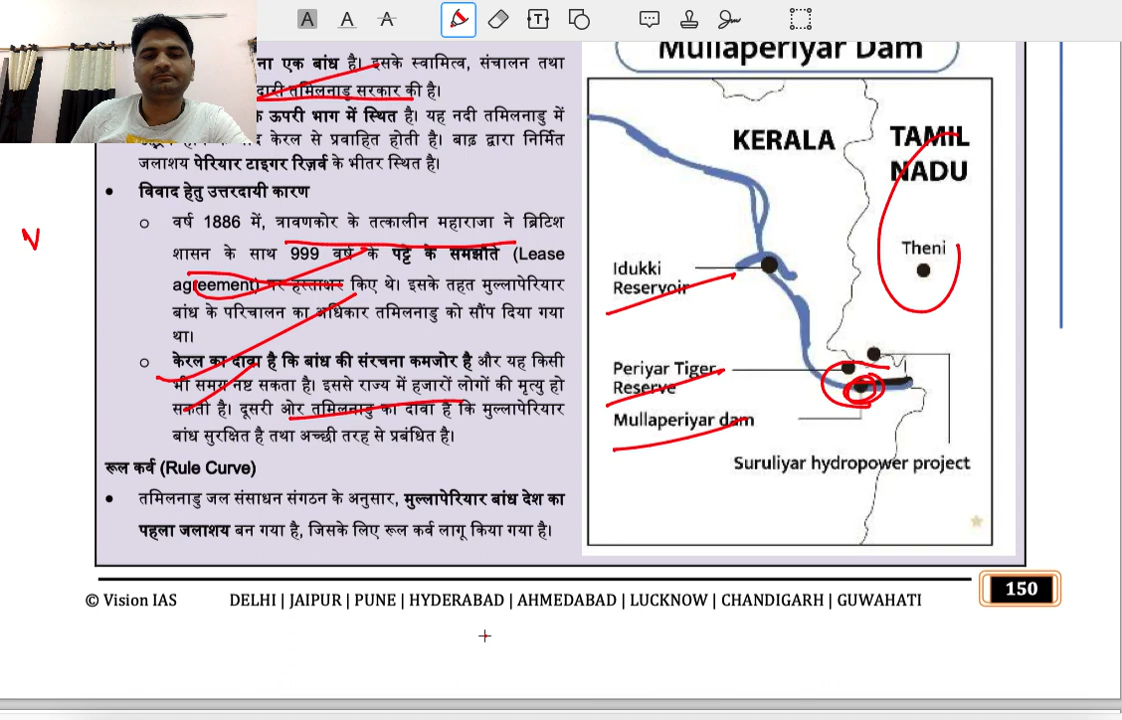 Mullaperiyar Dam
ना एक बांध है। इसके स्वामित्व, संचालन तथा
दारी तमिलनाडु सरकार की है।
के ऊपरी भाग में स्थित है। यह नदी तमिलनाडु में
केरल से प्रवाहित होती है। बाढ़ द्वारा निर्मित
जलाशय पेरियार टाइगर रिज़र्व के भीतर स्थित है।
• विवाद हेतु उत्तरदायी कारण
o वर्ष 1886 में, त्रावणकोर के तत्कालीन महाराजा ने ब्रिटिश
शासन के साथ 999 वर्ष के पट्टे के समझौते (Lease
agreement) पर हस्ताक्षर किए थे। इसके तहत मुल्लापेरियार
बांध के परिचालन का अधिकार तमिलनाडु को सौंप दिया गया
था।
o केरल का दावा है कि बांध की संरचना कमजोर है और यह किसी
भी समय नष्ट सकता है। इससे राज्य में हजारों लोगों की मृत्यु हो
सकती है। दूसरी ओर तमिलनाडु का दावा है कि मुल्लापेरियार
बांध सुरक्षित है तथा अच्छी तरह से प्रबंधित है।
रूल कर्व (Rule Curve)
• तमिलनाडु जल संसाधन संगठन के अनुसार, मुल्लापेरियार बांध देश का
पहला जलाशय बन गया है, जिसके लिए रूल कर्व लागू किया गया है।
KERALA
TAMIL
NADU
Theni
Idukki
Reservoir
Periyar Tiger
Reserve
Mullaperiyar dam
Suruliyar hydropower project
© Vision IAS
DELHI | JAIPUR | PUNE | HYDERABAD | AHMEDABAD | LUCKNOW | CHANDIGARH | GUWAHATI
150